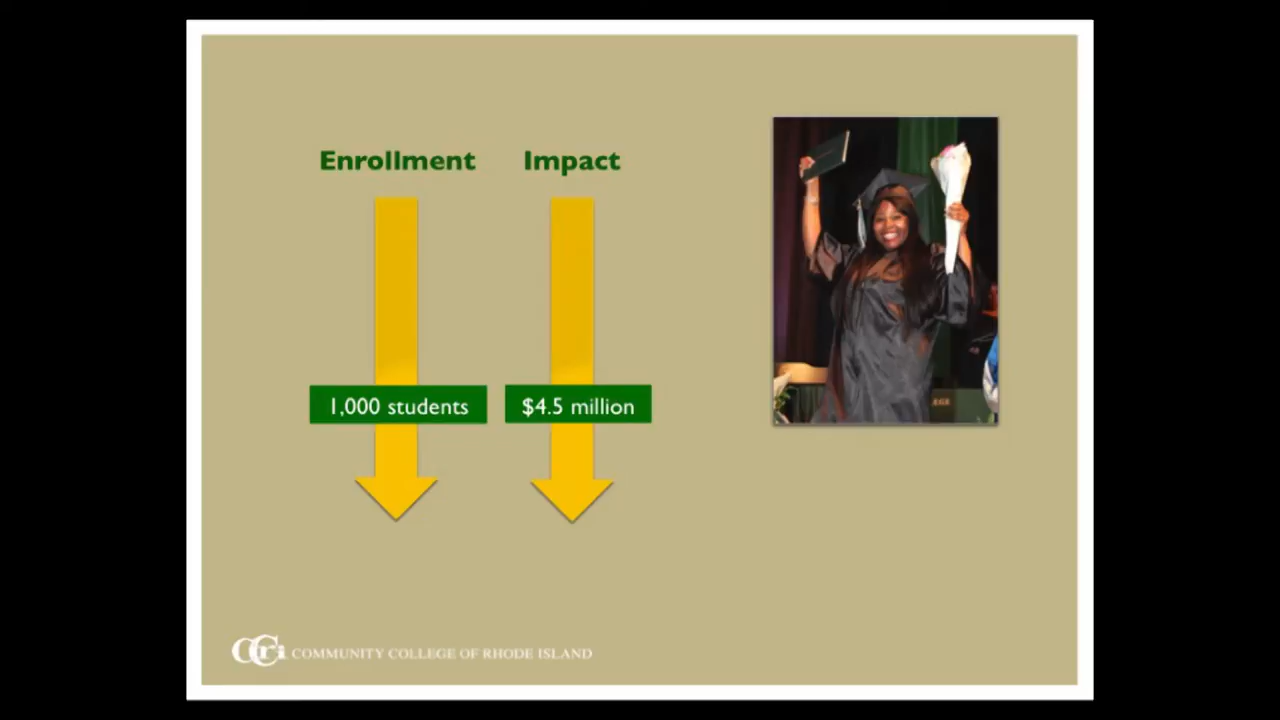 Enrollment Impact
1,000 students $4.5 million
CCri COMMUNITY COLLEGE OF RHODE ISLAND